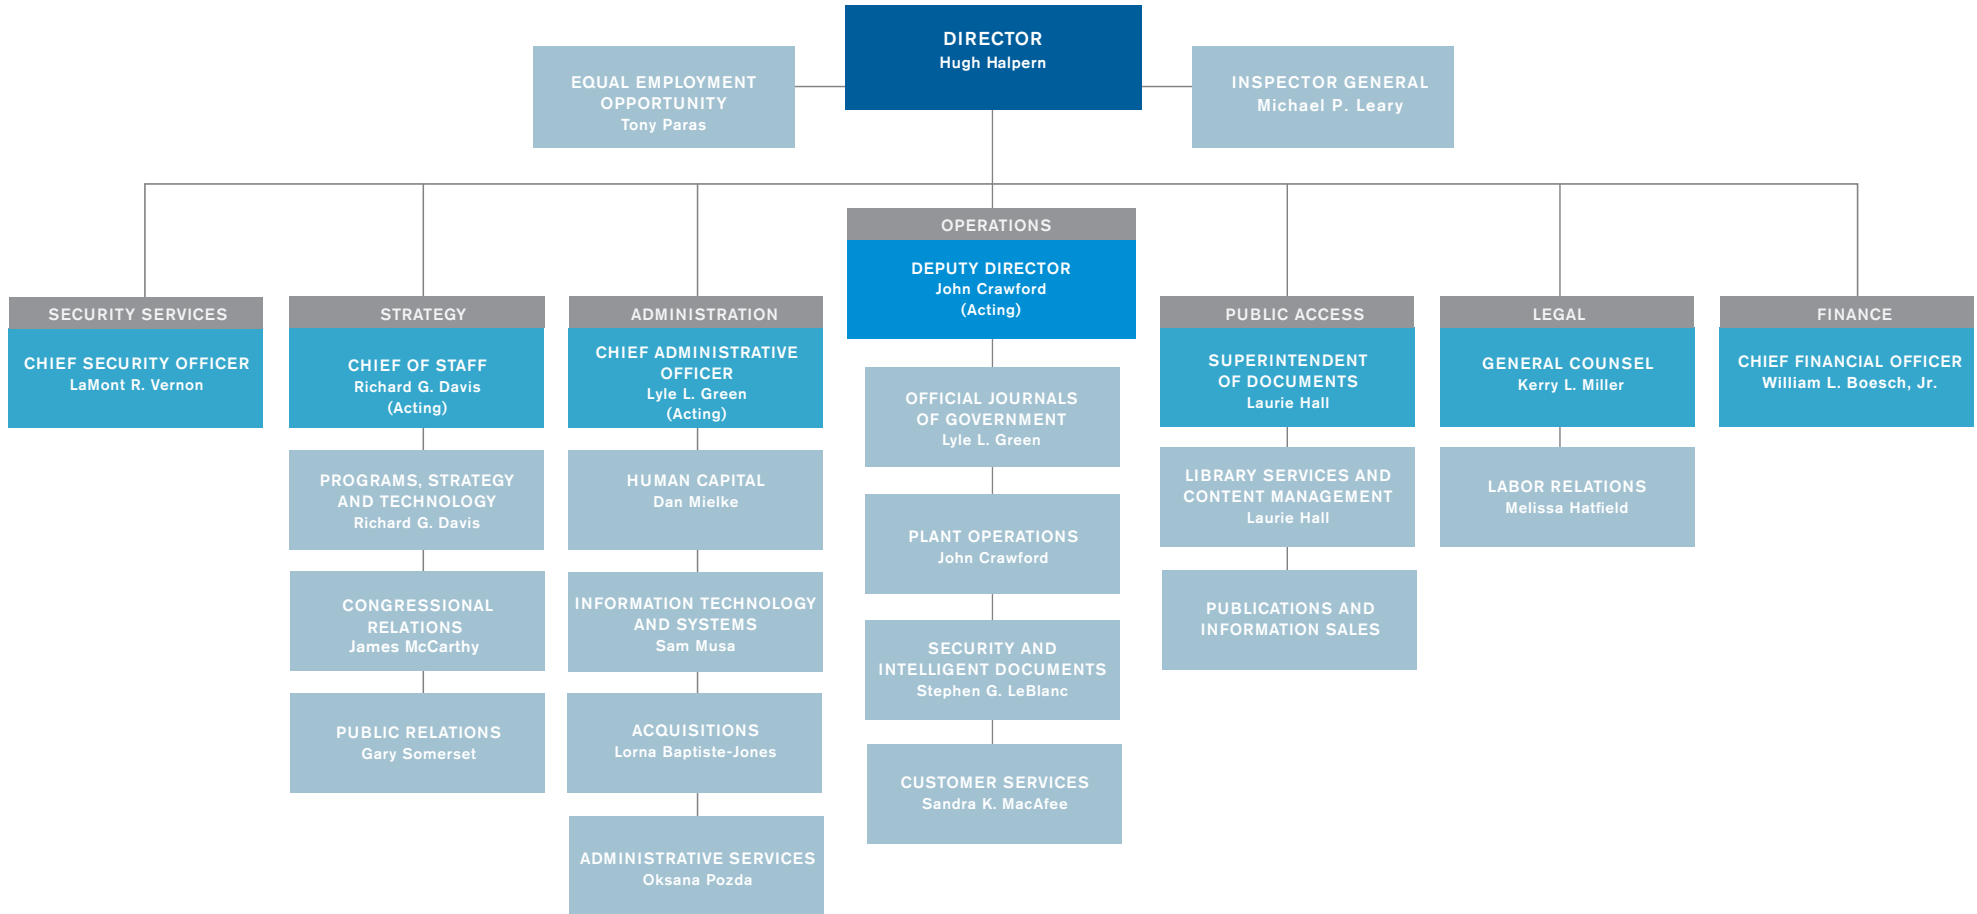 DIRECTOR
Hugh Halpern
EQUAL EMPLOYMENT
OPPORTUNITY
Tony Paras
INSPECTOR GENERAL
Michael P. Leary
SECURITY SERVICES
CHIEF SECURITY OFFICER
LaMont R. Vernon
STRATEGY
CHIEF OF STAFF
Richard G. Davis
(Acting)
PROGRAMS, STRATEGY
AND TECHNOLOGY
Richard G. Davis
CONGRESSIONAL
RELATIONS
James McCarthy
PUBLIC RELATIONS
Gary Somerset
ADMINISTRATION
CHIEF ADMINISTRATIVE
OFFICER
Lyle L. Green
(Acting)
HUMAN CAPITAL
Dan Mielke
INFORMATION TECHNOLOGY
AND SYSTEMS
Sam Musa
ACQUISITIONS
Lorna Baptiste-Jones
ADMINISTRATIVE SERVICES
Oksana Pozda
OPERATIONS
DEPUTY DIRECTOR
John Crawford
(Acting)
OFFICIAL JOURNALS
OF GOVERNMENT
Lyle L. Green
PLANT OPERATIONS
John Crawford
SECURITY AND
INTELLIGENT DOCUMENTS
Stephen G. LeBlanc
CUSTOMER SERVICES
Sandra K. MacAfee
PUBLIC ACCESS
SUPERINTENDENT
OF DOCUMENTS
Laurie Hall
LIBRARY SERVICES AND
CONTENT MANAGEMENT
Laurie Hall
PUBLICATIONS AND
INFORMATION SALES
LEGAL
GENERAL COUNSEL
Kerry L. Miller
LABOR RELATIONS
Melissa Hatfield
FINANCE
CHIEF FINANCIAL OFFICER
William L. Boesch, Jr.